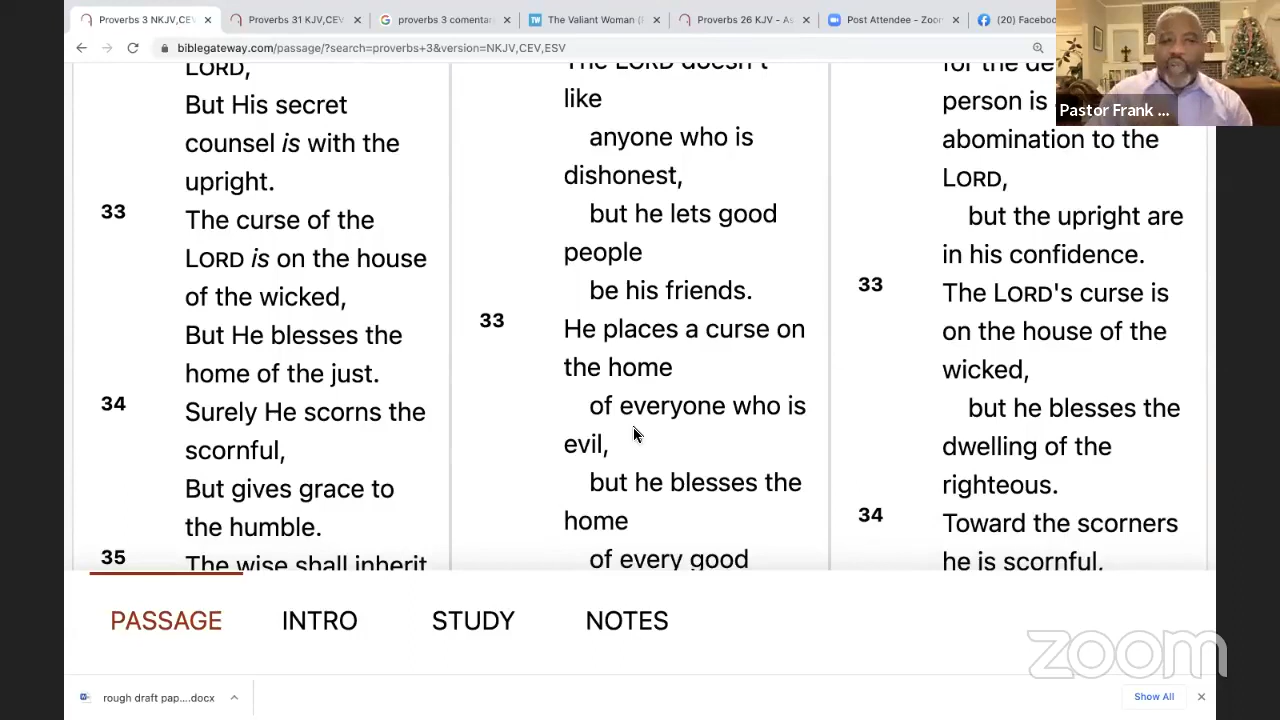 Proverbs 3 NKJV,CEV
Proverbs 31 KJV,CEV
proverbs 3 comentar
The Valiant Woman (
Proverbs 26 KJV - A
Post Attendee - Zoo
(20) Facebo
biblegateway.com/passage/?search=proverbs+3&version=NKJV,CEV,ESV
Pastor Frank ...
LORD,
But His secret
counsel is with the
upright.
33
The curse of the
LORD is on the house
of the wicked,
But He blesses the
home of the just.
34
Surely He scorns the
scornful,
But gives grace to
the humble.
35
The wise shall inherit
The LORD doesn't
like
anyone who is
dishonest,
but he lets good
people
be his friends.
33
He places a curse on
the home
of everyone who is
evil,
but he blesses the
home
of every good
for the de
person is
abomination to the
LORD,
but the upright are
in his confidence.
33
The LORD's curse is
on the house of the
wicked,
but he blesses the
dwelling of the
righteous.
34
Toward the scorners
he is scornful,
PASSAGE INTRO STUDY NOTES
zoom
rough draft pap....docx
Show All